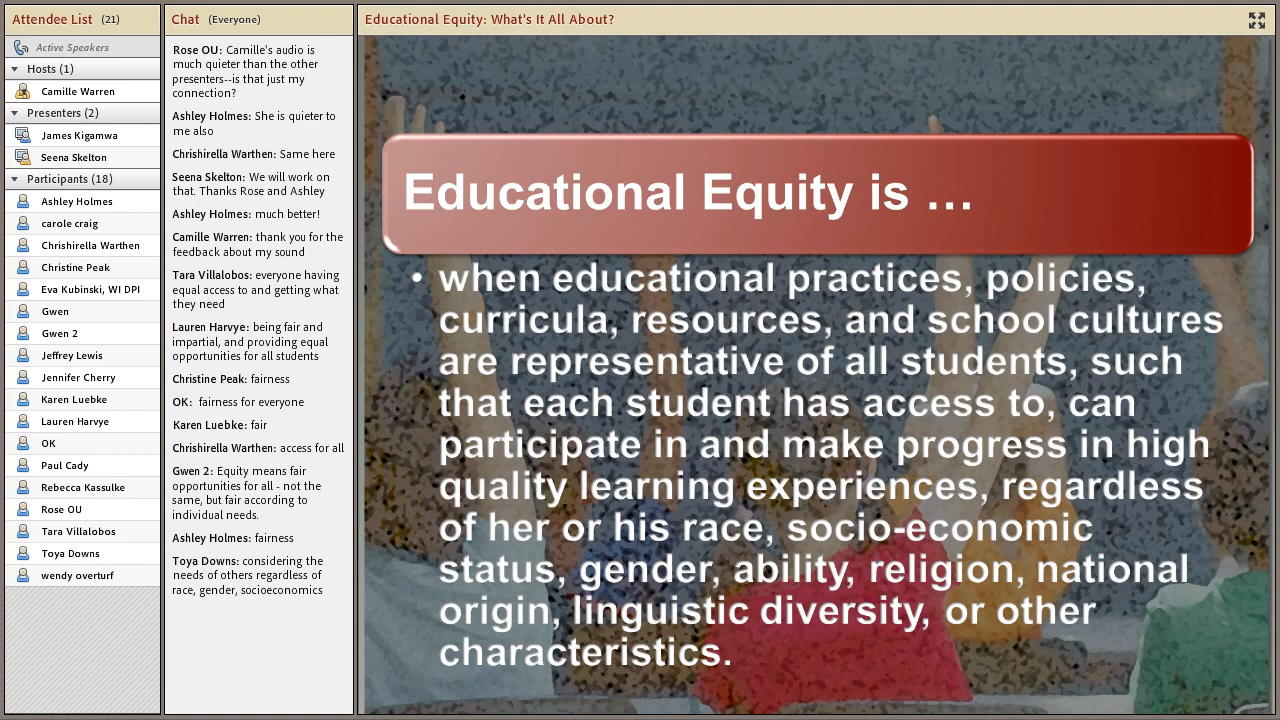 Attendee List (21)
Active Speakers
Hosts (1)
Camille Warren
Presenters (2)
James Kigamwa
Seena Skelton
Participants (18)
Ashley Holmes
carole craig
Chrishirella Warthen
Christine Peak
Eva Kubinski, WI DPI
Gwen
Gwen 2
Jeffrey Lewis
Jennifer Cherry
Karen Luebke
Lauren Harvye
OK
Paul Cady
Rebecca Kassulke
Rose OU
Tara Villalobos
Toya Downs
wendy overturf
Chat (Everyone)
Rose OU: Camille's audio is
much quieter than the other
presenters--is that just my
connection?
Ashley Holmes: She is quieter to
me also
Chrishirella Warthen: Same here
Seena Skelton: We will work on
that. Thanks Rose and Ashley
Ashley Holmes: much better!
Camille Warren: thank you for the
feedback about my sound
Tara Villalobos: everyone having
equal access to and getting what
they need
Lauren Harvye: being fair and
impartial, and providing equal
opportunities for all students
Christine Peak: fairness
OK: fairness for everyone
Karen Luebke: fair
Chrishirella Warthen: access for all
Gwen 2: Equity means fair
opportunities for all - not the
same, but fair according to
individual needs.
Ashley Holmes: fairness
Toya Downs: considering the
needs of others regardless of
race, gender, socioeconomics
Educational Equity: What's It All About?
Educational Equity is ...
• when educational practices, policies,
curricula, resources, and school cultures
are representative of all students, such
that each student has access to, can
participate in and make progress in high
quality learning experiences, regardless
of her or his race, socio-economic
status, gender, ability, religion, national
origin, linguistic diversity, or other
characteristics.